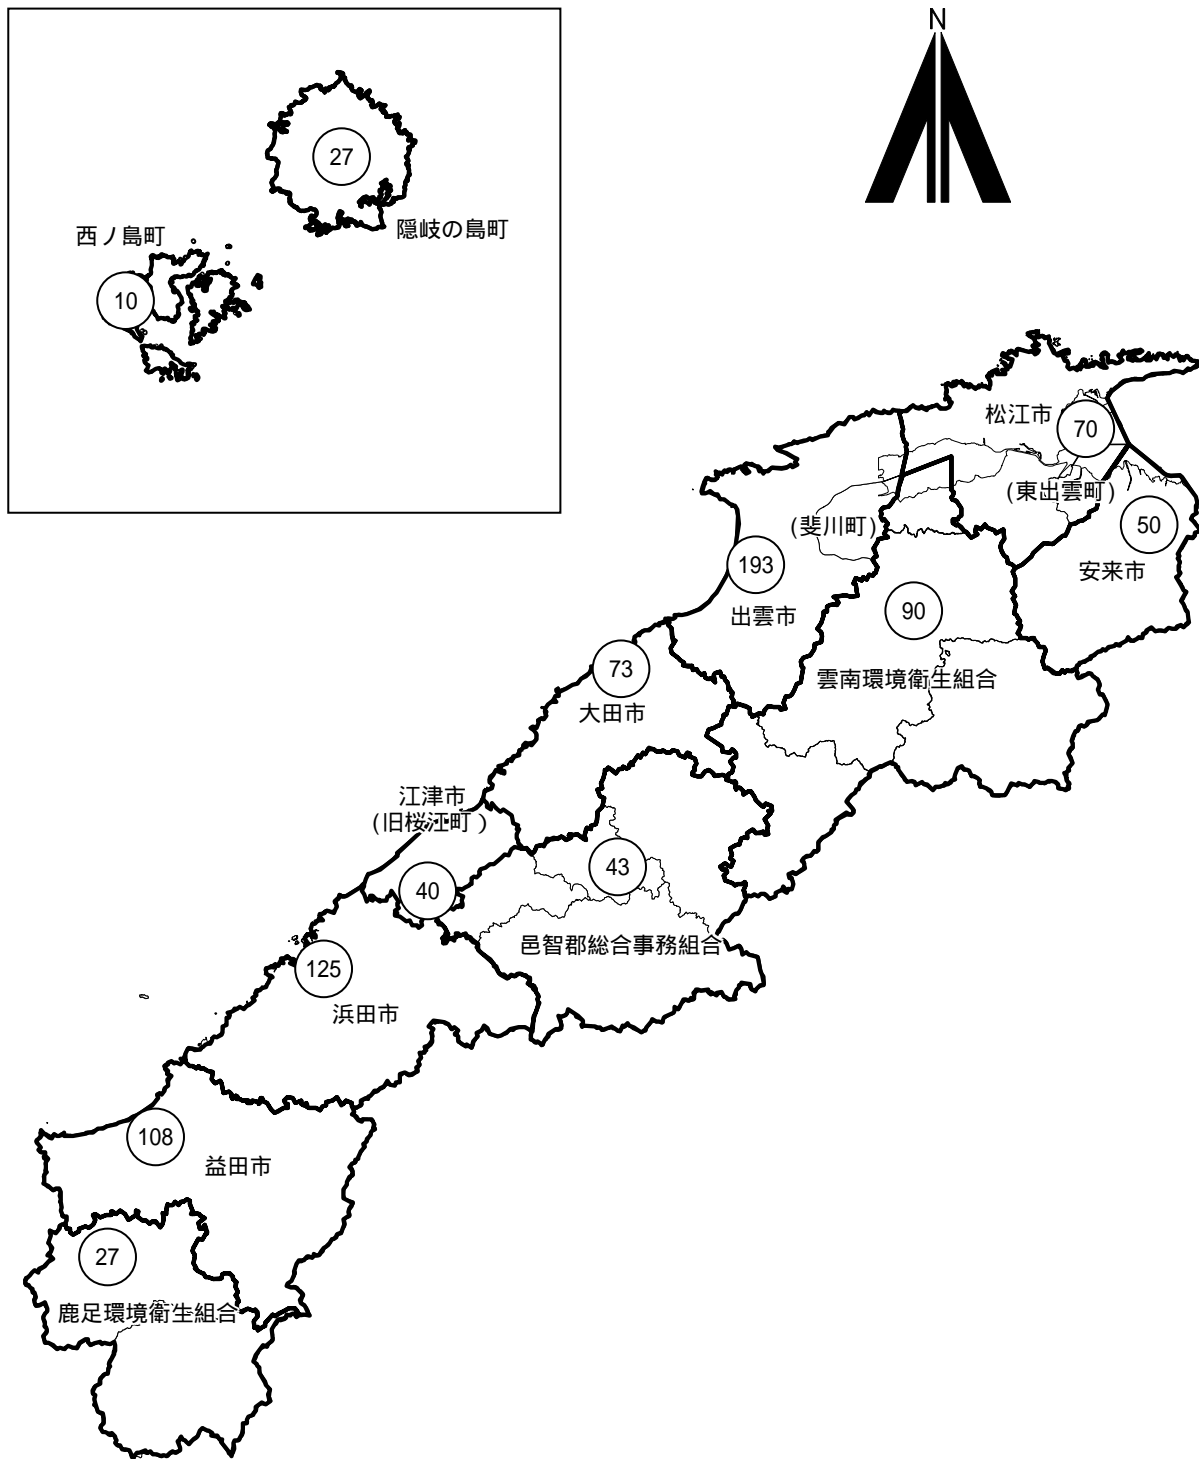 N
27
隠岐の島町
西ノ島町
10
松江市
70
(東出雲町)
50
安来市
(斐川町)
193
出雲市
90
雲南環境衛生組合
73
大田市
江津市
(旧桜江町）
40
43
邑智郡総合事務組合
125
浜田市
108
益田市
27
鹿足環境衛生組合